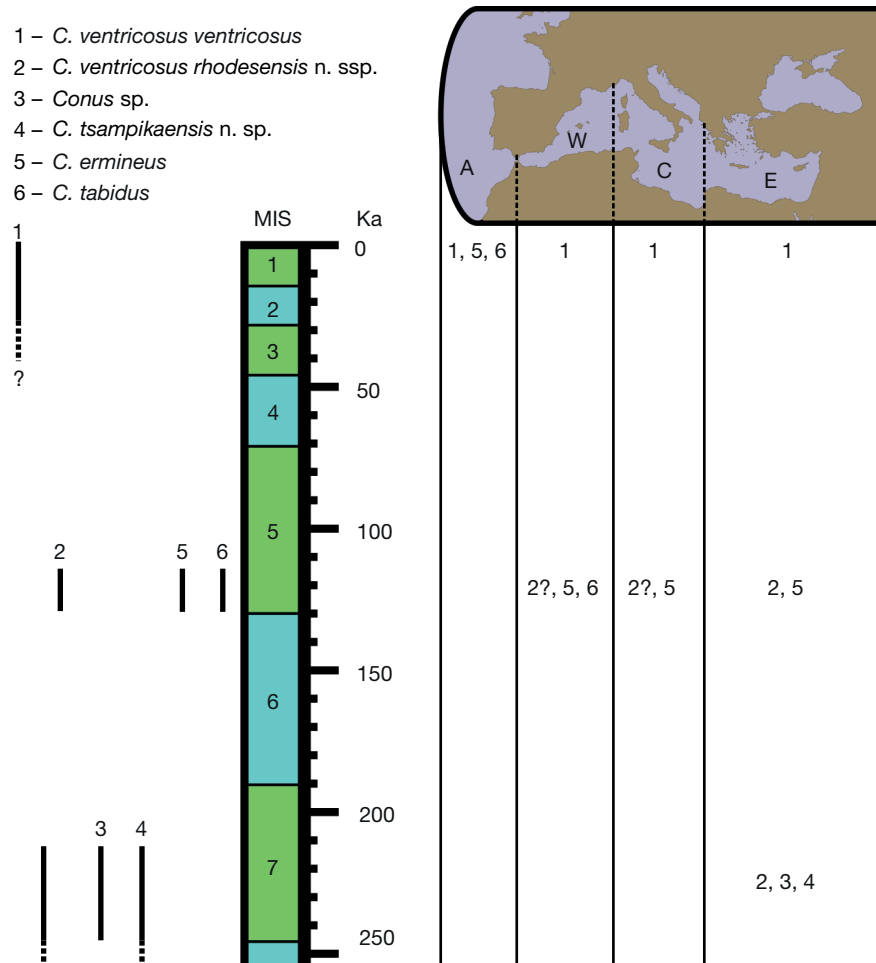 1 – C. ventricosus ventricosus
2 – C. ventricosus rhodesensis n. ssp.
3 – Conus sp.
4 – C. tsampikaensis n. sp.
5 – C. ermineus
6 – C. tabidus
A
W
C
E
MIS
Ka
1
0
1, 5, 6
1
1
1
1
2
3
?
50
4
100
5
2
5
6
2?, 5, 6
2?, 5
2, 5
150
6
200
3
4
7
2, 3, 4
250